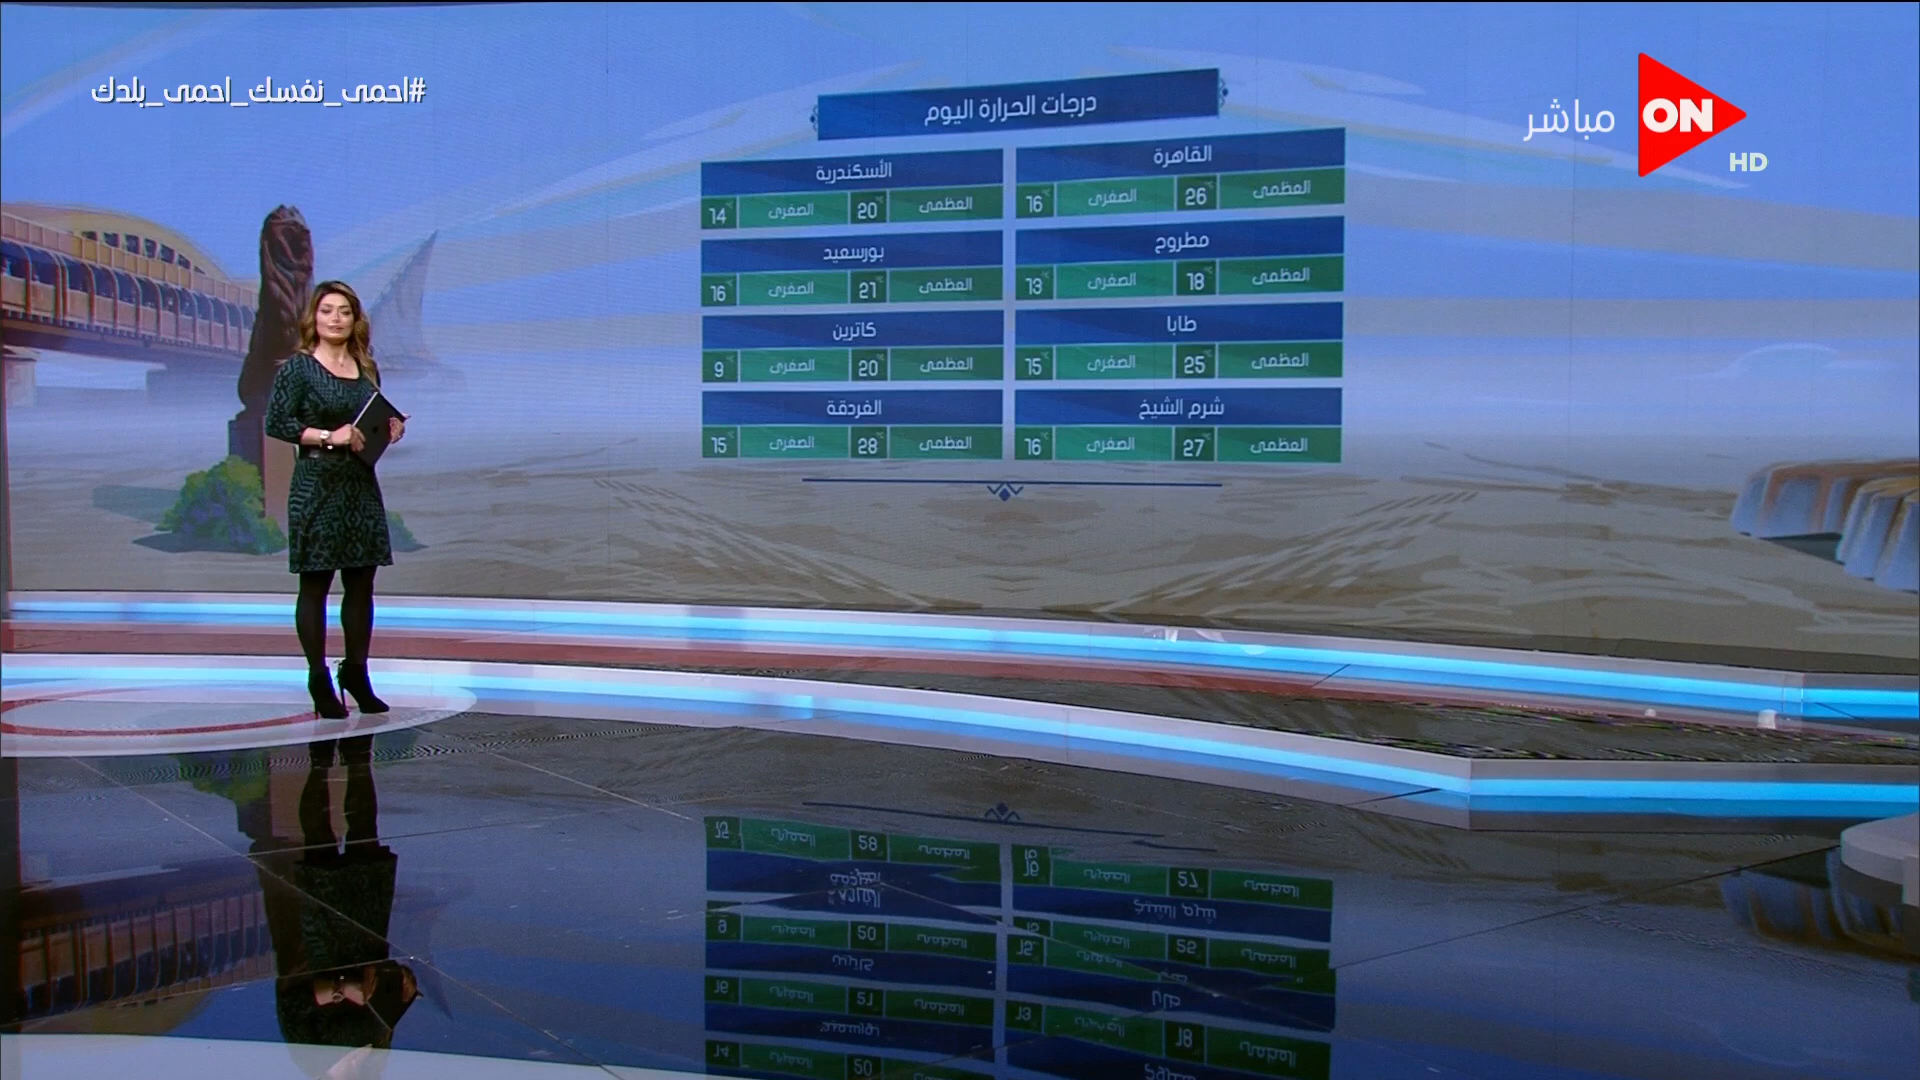 #احمى_نفسك_احمى_بلدك
مباشر ON
HD
درجات الحرارة اليوم
القاهرة
العظمى 26 الصغرى 16
الأسكندرية
العظمى 20 الصغرى 14
مطروح
العظمى 18 الصغرى 13
بورسعيد
العظمى 21 الصغرى 16
طابا
العظمى 25 الصغرى 15
كاترين
العظمى 20 الصغرى 9
شرم الشيخ
العظمى 27 الصغرى 16
الغردقة
العظمى 28 الصغرى 15